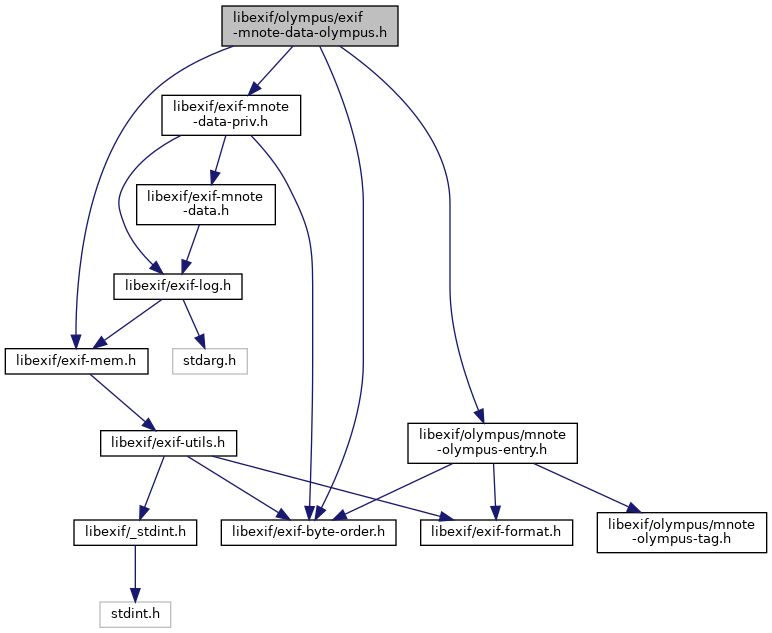 libexif/olympus/exif
-mnote-data-olympus.h
libexif/exif-mnote
-data-priv.h
libexif/exif-mnote
-data.h
libexif/exif-log.h
libexif/exif-mem.h
stdarg.h
libexif/olympus/mnote
-olympus-entry.h
libexif/exif-utils.h
libexif/_stdint.h
libexif/exif-byte-order.h
libexif/exif-format.h
libexif/olympus/mnote
-olympus-tag.h
stdint.h